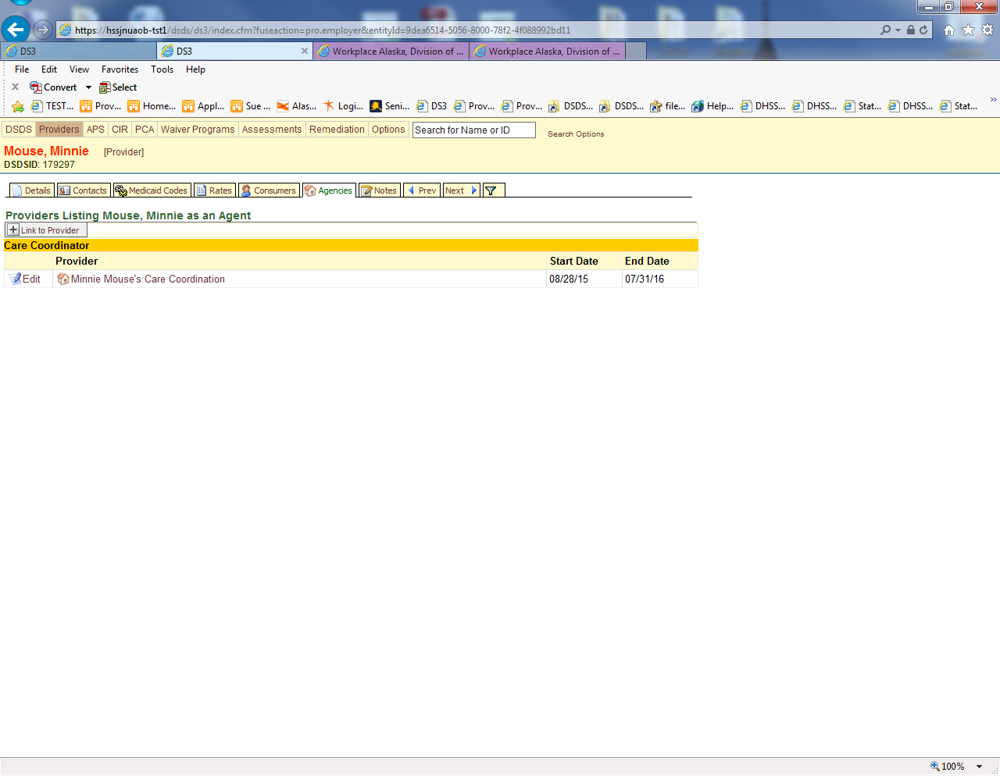 https://hssjnuaob-tst1/dsds/ds3/index.cfm?fuseaction=pro.employer&entityId=9dea6514-5056-8000-78f2-4f088992bd11
DS3 DS3 Workplace Alaska, Division of ... Workplace Alaska, Division of ...
File Edit View Favorites Tools Help
Convert Select
TEST... Prov... Home... Appl... Sue ... Alas... Logi... Seni... DS3 Prov... Prov... DSDS... DSDS... file... Help... DHSS... DHSS... Stat... DHSS... Stat...
DSDS Providers APS CIR PCA Waiver Programs Assessments Remediation Options Search for Name or ID Search Options
Mouse, Minnie [Provider]
DSDSID: 179297
Details Contacts Medicaid Codes Rates Consumers Agencies Notes Prev Next
Providers Listing Mouse, Minnie as an Agent
Link to Provider
Care Coordinator
Provider Start Date End Date
Edit Minnie Mouse's Care Coordination 08/28/15 07/31/16
100%